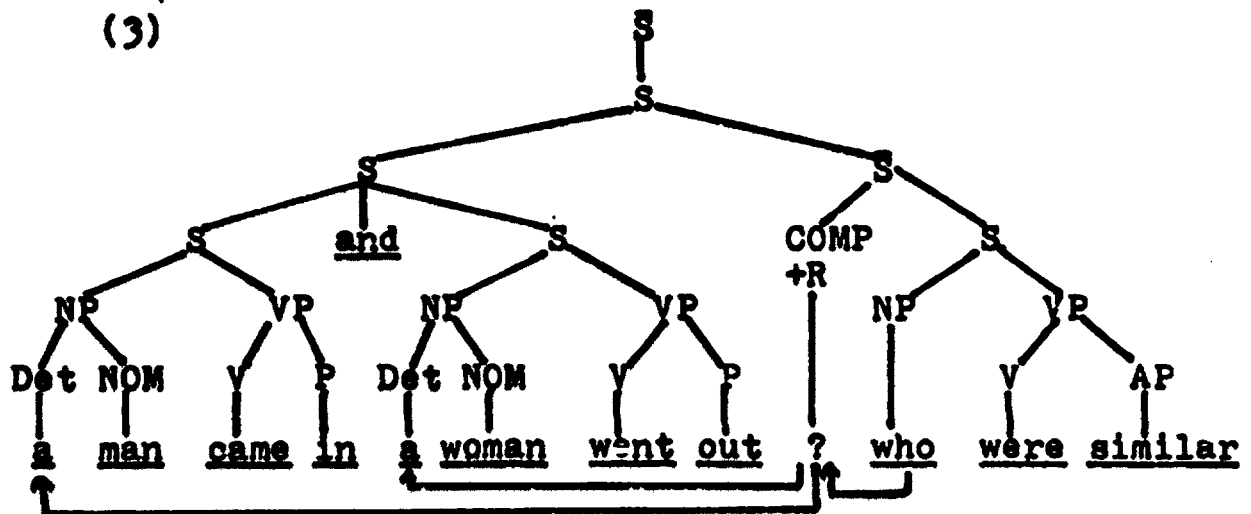 (3)
S
S
S S
S and S COMP S
+R
NP VP NP VP NP VP
Det NOM V P Det NOM V P V AP
a man came in a woman went out ? who were similar